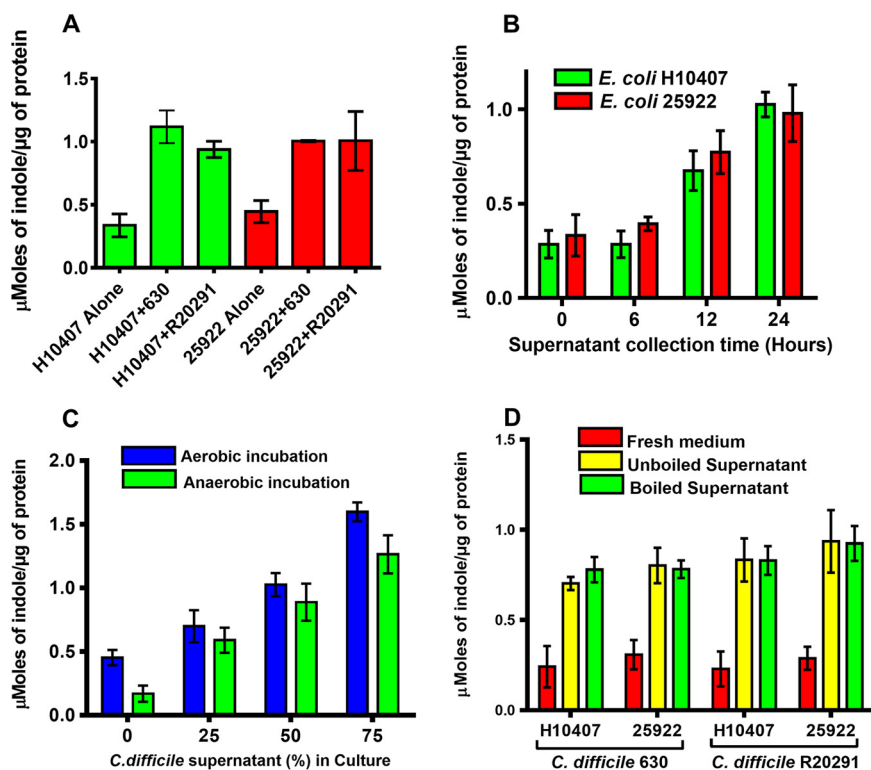 A
μMoles of indole/μg of protein
1.5
1.0
0.5
0.0
H10407 Alone
H10407+630
H10407+R20291
25922 Alone
25922+630
25922+R20291
B
μMoles of indole/μg of protein
E. coli H10407
E. coli 25922
1.0
0.5
0.0
0 6 12 24
Supernatant collection time (Hours)
C
μMoles of indole/μg of protein
Aerobic incubation
Anaerobic incubation
2.0
1.5
1.0
0.5
0.0
0 25 50 75
C.difficile supernatant (%) in Culture
D
μMoles of indole/μg of protein
Fresh medium
Unboiled Supernatant
Boiled Supernatant
1.5
1.0
0.5
0.0
H10407 25922 H10407 25922
C. difficile 630 C. difficile R20291